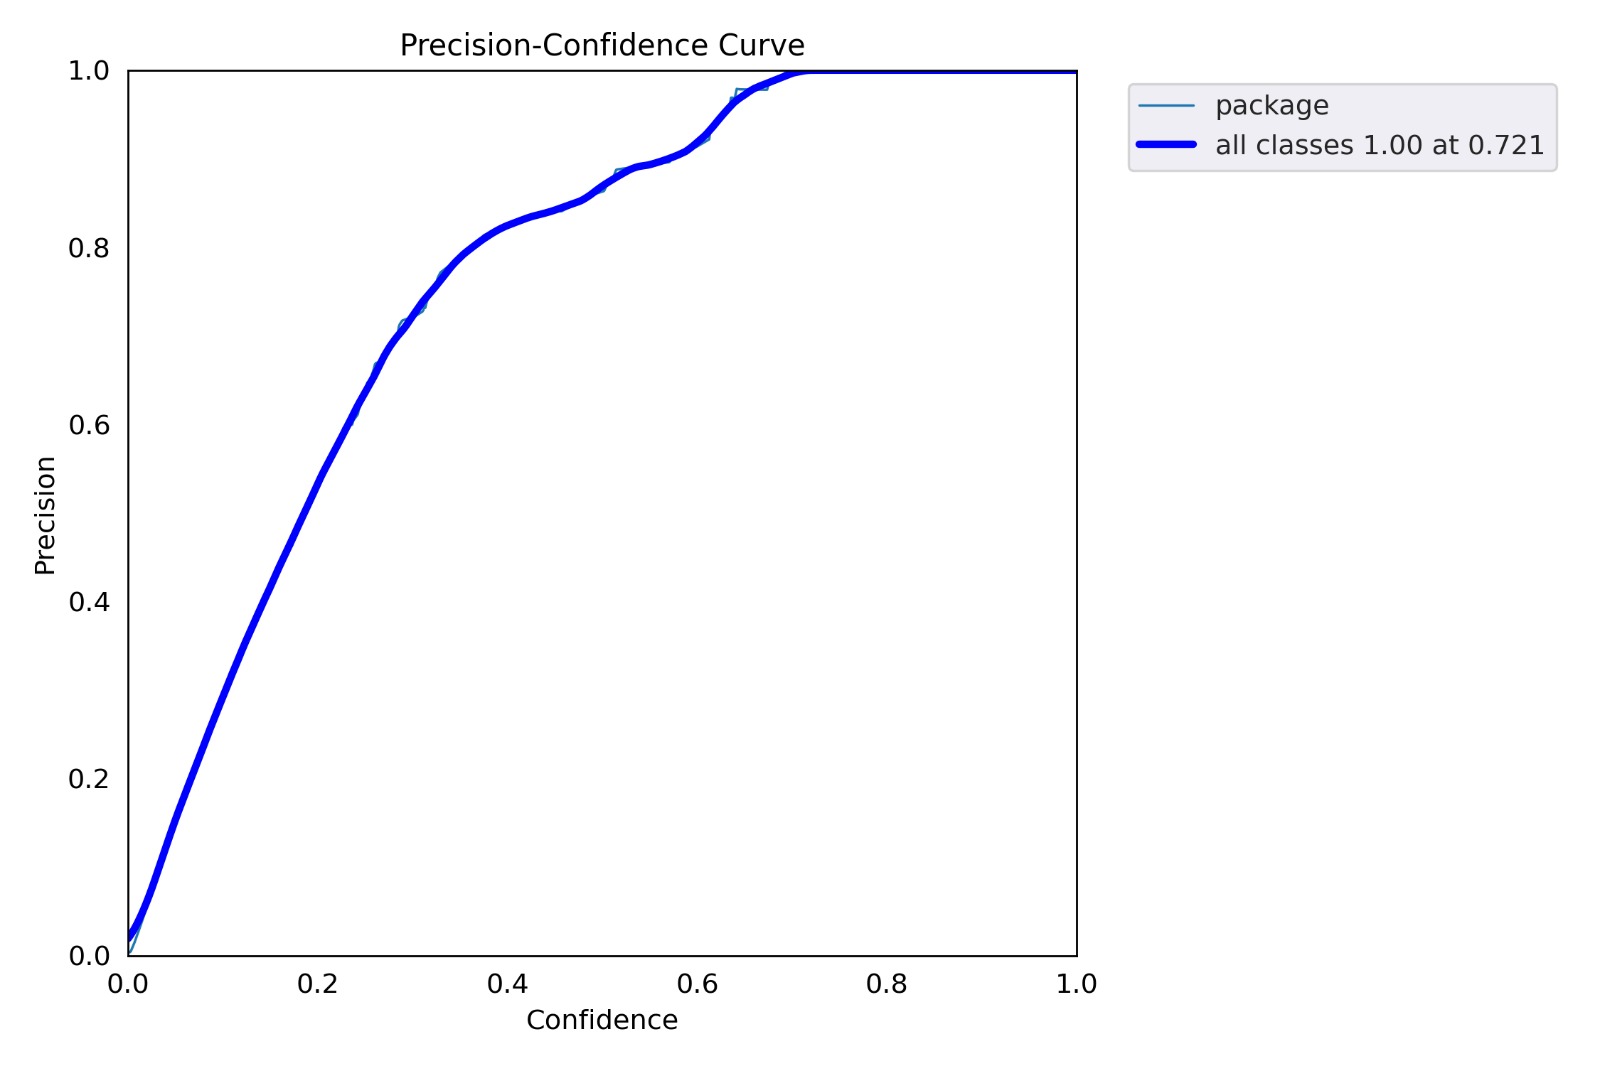 Precision-Confidence Curve
package
all classes 1.00 at 0.721
Precision
1.0
0.8
0.6
0.4
0.2
0.0
0.0 0.2 0.4 0.6 0.8 1.0
Confidence